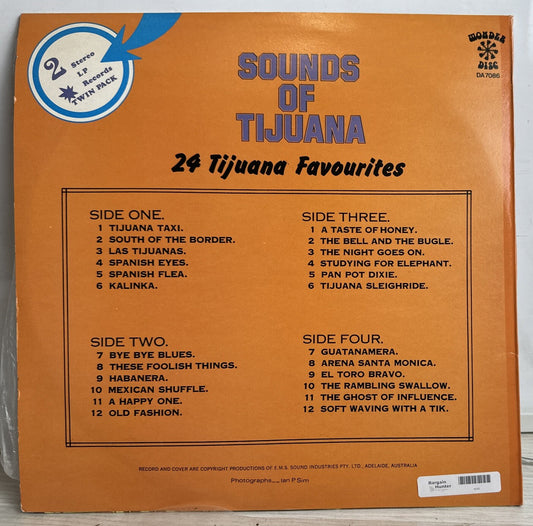 2 Stereo
LP
Records
TWIN PACK
WONDER
DISC
DA7086
SOUNDS
OF
TIJUANA
24 Tijuana Favourites
SIDE ONE.
1 TIJUANA TAXI.
2 SOUTH OF THE BORDER.
3 LAS TIJUANAS.
4 SPANISH EYES.
5 SPANISH FLEA.
6 KALINKA.
SIDE THREE.
1 A TASTE OF HONEY.
2 THE BELL AND THE BUGLE.
3 THE NIGHT GOES ON.
4 STUDYING FOR ELEPHANT.
5 PAN POT DIXIE.
6 TIJUANA SLEIGHRIDE.
SIDE TWO.
7 BYE BYE BLUES.
8 THESE FOOLISH THINGS.
9 HABANERA.
10 MEXICAN SHUFFLE.
11 A HAPPY ONE.
12 OLD FASHION.
SIDE FOUR.
7 GUATANAMERA.
8 ARENA SANTA MONICA.
9 EL TORO BRAVO.
10 THE RAMBLING SWALLOW.
11 THE GHOST OF INFLUENCE.
12 SOFT WAVING WITH A TIK.
RECORD AND COVER ARE COPYRIGHT PRODUCTIONS OF E.M.S. SOUND INDUSTRIES PTY. LTD., ADELAIDE, AUSTRALIA
Photographs... Ian P Sim
Bargain
Hunter